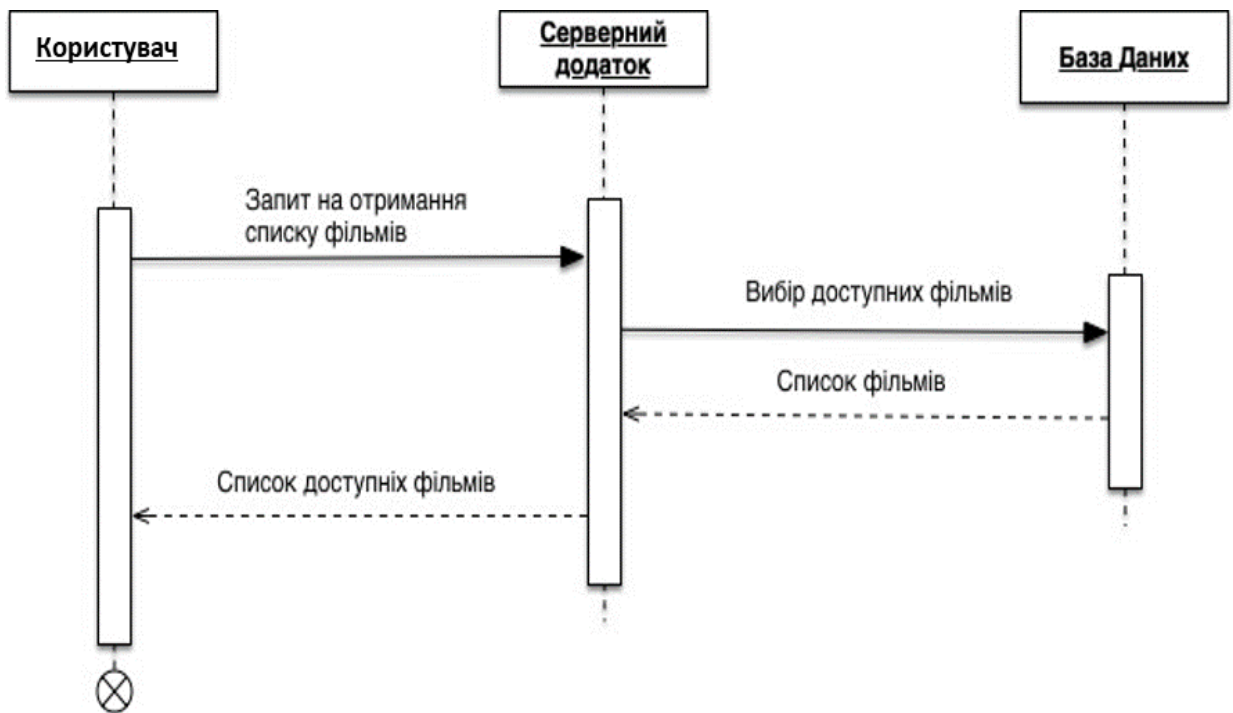 Користувач
Серверний
додаток
База Даних
Запит на отримання
списку фільмів
Вибір доступних фільмів
Список фільмів
Список доступніх фільмів